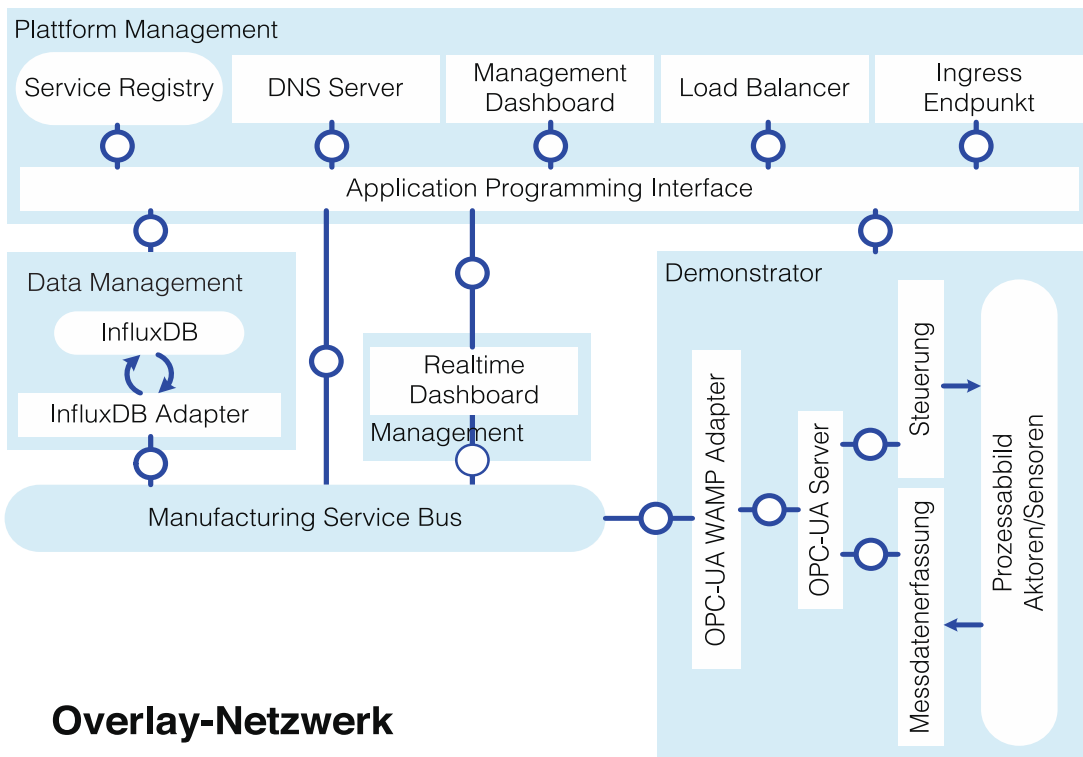 Plattform Management
Service Registry
DNS Server
Management
Dashboard
Load Balancer
Ingress
Endpunkt
Application Programming Interface
Data Management
InfluxDB
InfluxDB Adapter
Realtime
Dashboard
Management
Manufacturing Service Bus
Demonstrator
OPC-UA WAMP Adapter
OPC-UA Server
Steuerung
Messdatenerfassung
Prozessabbild
Aktoren/Sensoren
Overlay-Netzwerk